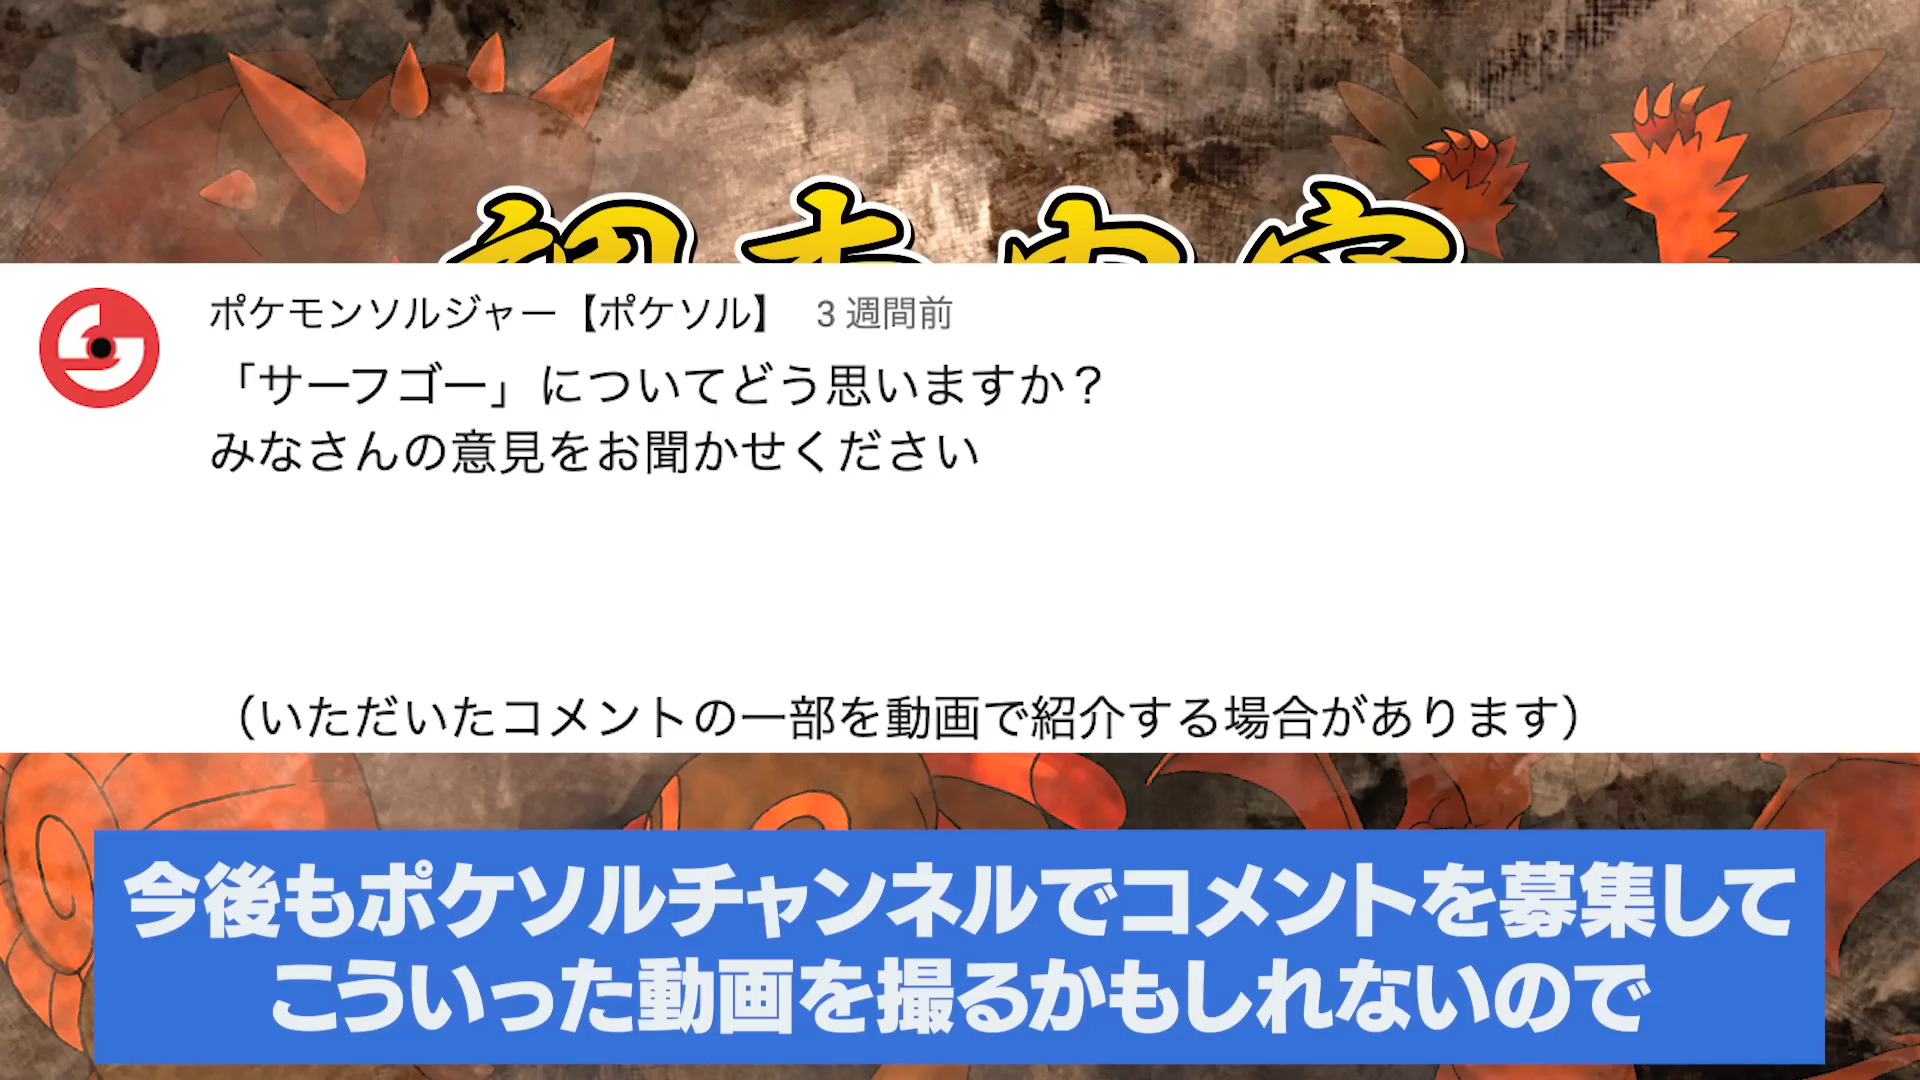 ポケモンソルジャー【ポケソル】 3 週間前
「サーフゴー」についてどう思いますか？
みなさんの意見をお聞かせください
（いただいたコメントの一部を動画で紹介する場合があります）
今後もポケソルチャンネルでコメントを募集して
こういった動画を撮るかもしれないので